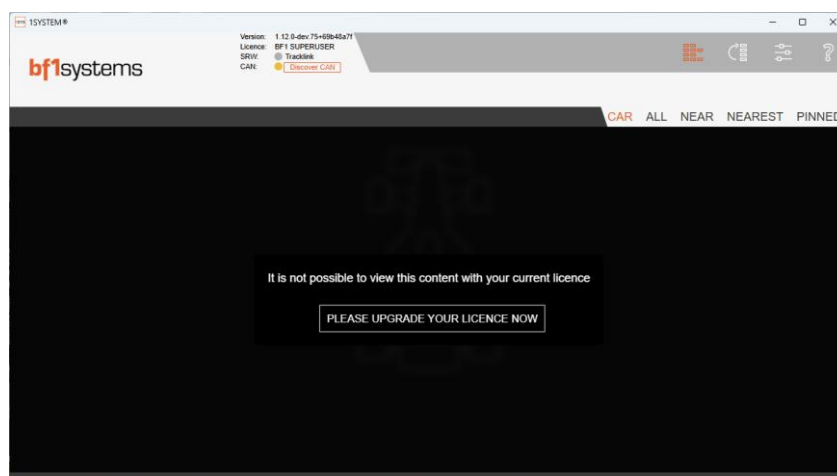 1SYSTEM®
Version: 1.12.0-dev.75+69b48a7f
Licence: BF1 SUPERUSER
SRW: Tracklink
CAN: Discover CAN
bf1systems
CAR ALL NEAR NEAREST PINNED
It is not possible to view this content with your current licence
PLEASE UPGRADE YOUR LICENCE NOW